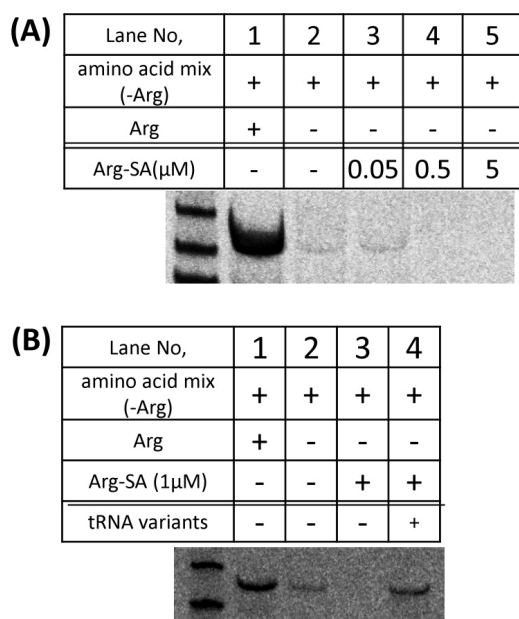 (A)
Lane No, 1 2 3 4 5
amino acid mix (-Arg) + + + + +
Arg + - - - -
Arg-SA(μM) - - 0.05 0.5 5
(B)
Lane No, 1 2 3 4
amino acid mix (-Arg) + + + +
Arg + - - -
Arg-SA (1μM) - - + +
tRNA variants - - - +